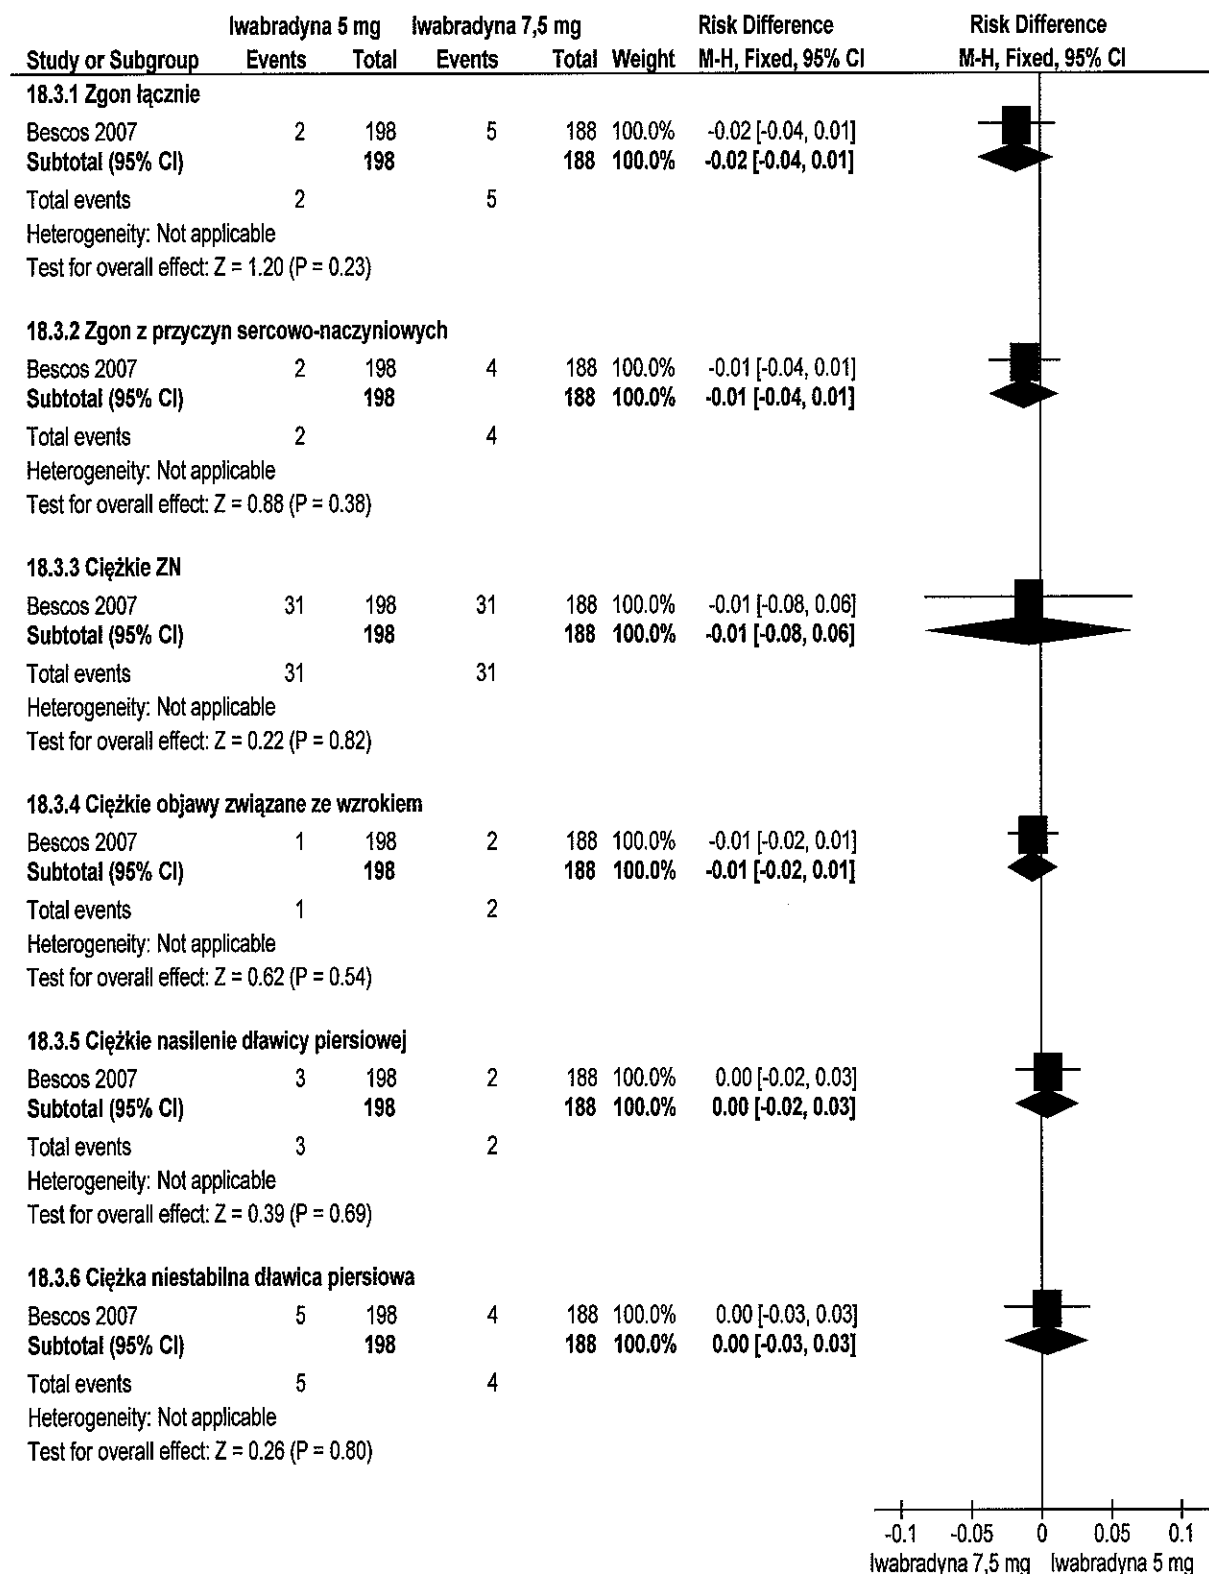 Iwabradyna 5 mg Iwabradyna 7,5 mg Risk Difference Risk Difference
Study or Subgroup Events Total Events Total Weight M-H, Fixed, 95% CI M-H, Fixed, 95% CI
18.3.1 Zgon łącznie
Bescos 2007 2 198 5 188 100.0% -0.02 [-0.04, 0.01]
Subtotal (95% CI) 198 188 100.0% -0.02 [-0.04, 0.01]
Total events 2 5
Heterogeneity: Not applicable
Test for overall effect: Z = 1.20 (P = 0.23)
18.3.2 Zgon z przyczyn sercowo-naczyniowych
Bescos 2007 2 198 4 188 100.0% -0.01 [-0.04, 0.01]
Subtotal (95% CI) 198 188 100.0% -0.01 [-0.04, 0.01]
Total events 2 4
Heterogeneity: Not applicable
Test for overall effect: Z = 0.88 (P = 0.38)
18.3.3 Ciężkie ZN
Bescos 2007 31 198 31 188 100.0% -0.01 [-0.08, 0.06]
Subtotal (95% CI) 198 188 100.0% -0.01 [-0.08, 0.06]
Total events 31 31
Heterogeneity: Not applicable
Test for overall effect: Z = 0.22 (P = 0.82)
18.3.4 Ciężkie objawy związane ze wzrokiem
Bescos 2007 1 198 2 188 100.0% -0.01 [-0.02, 0.01]
Subtotal (95% CI) 198 188 100.0% -0.01 [-0.02, 0.01]
Total events 1 2
Heterogeneity: Not applicable
Test for overall effect: Z = 0.62 (P = 0.54)
18.3.5 Ciężkie nasilenie dławicy piersiowej
Bescos 2007 3 198 2 188 100.0% 0.00 [-0.02, 0.03]
Subtotal (95% CI) 198 188 100.0% 0.00 [-0.02, 0.03]
Total events 3 2
Heterogeneity: Not applicable
Test for overall effect: Z = 0.39 (P = 0.69)
18.3.6 Ciężka niestabilna dławica piersiowa
Bescos 2007 5 198 4 188 100.0% 0.00 [-0.03, 0.03]
Subtotal (95% CI) 198 188 100.0% 0.00 [-0.03, 0.03]
Total events 5 4
Heterogeneity: Not applicable
Test for overall effect: Z = 0.26 (P = 0.80)
-0.1 -0.05 0 0.05 0.1
Iwabradyna 7,5 mg Iwabradyna 5 mg